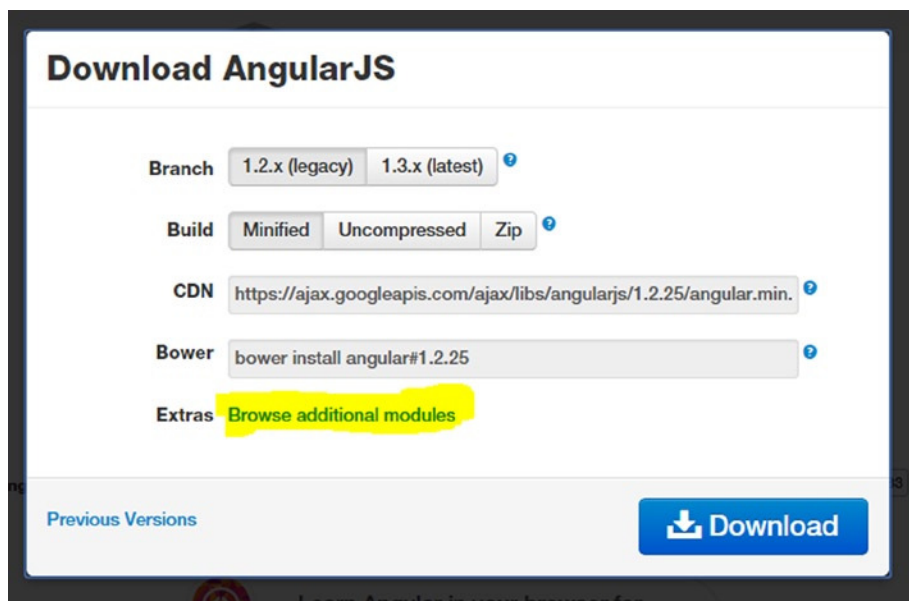 Download AngularJS
Branch 1.2.x (legacy) 1.3.x (latest) ?
Build Minified Uncompressed Zip ?
CDN https://ajax.googleapis.com/ajax/libs/angularjs/1.2.25/angular.min. ?
Bower bower install angular#1.2.25 ?
Extras Browse additional modules
Previous Versions Download